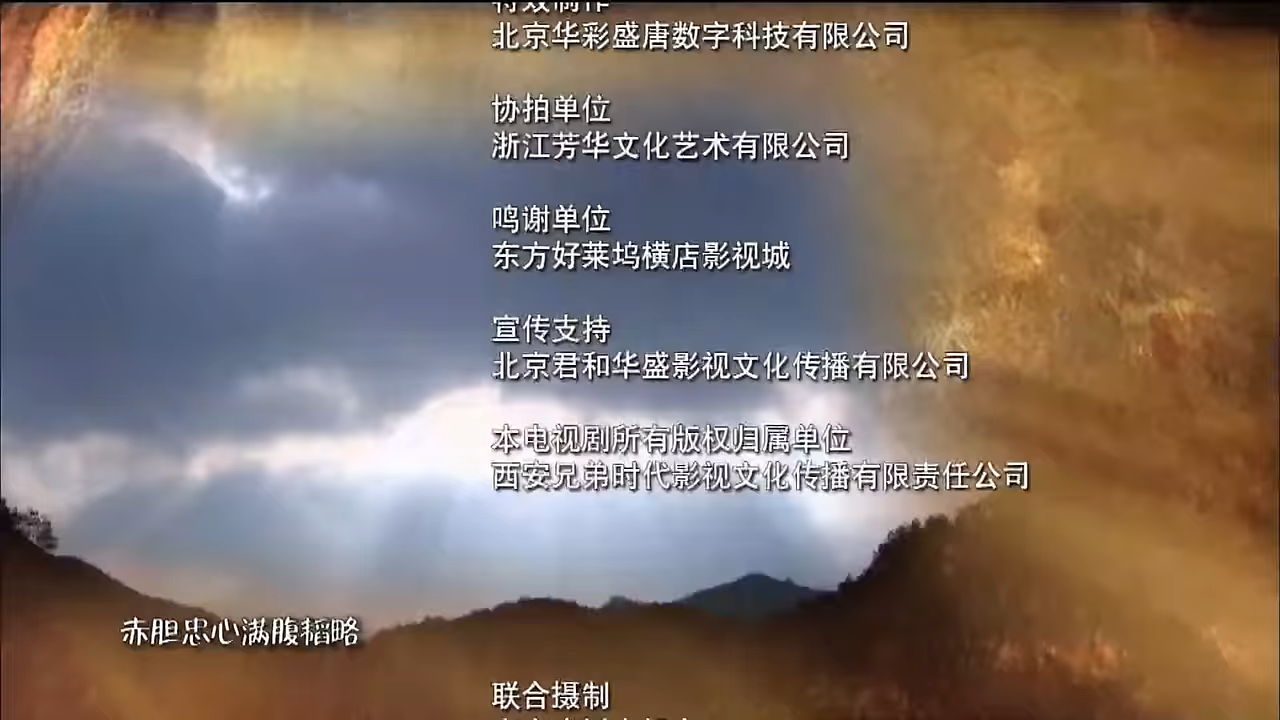 特效制作
北京华彩盛唐数字科技有限公司
协拍单位
浙江芳华文化艺术有限公司
鸣谢单位
东方好莱坞横店影视城
宣传支持
北京君和华盛影视文化传播有限公司
本电视剧所有版权归属单位
西安兄弟时代影视文化传播有限责任公司
赤胆忠心满腹韬略
联合摄制